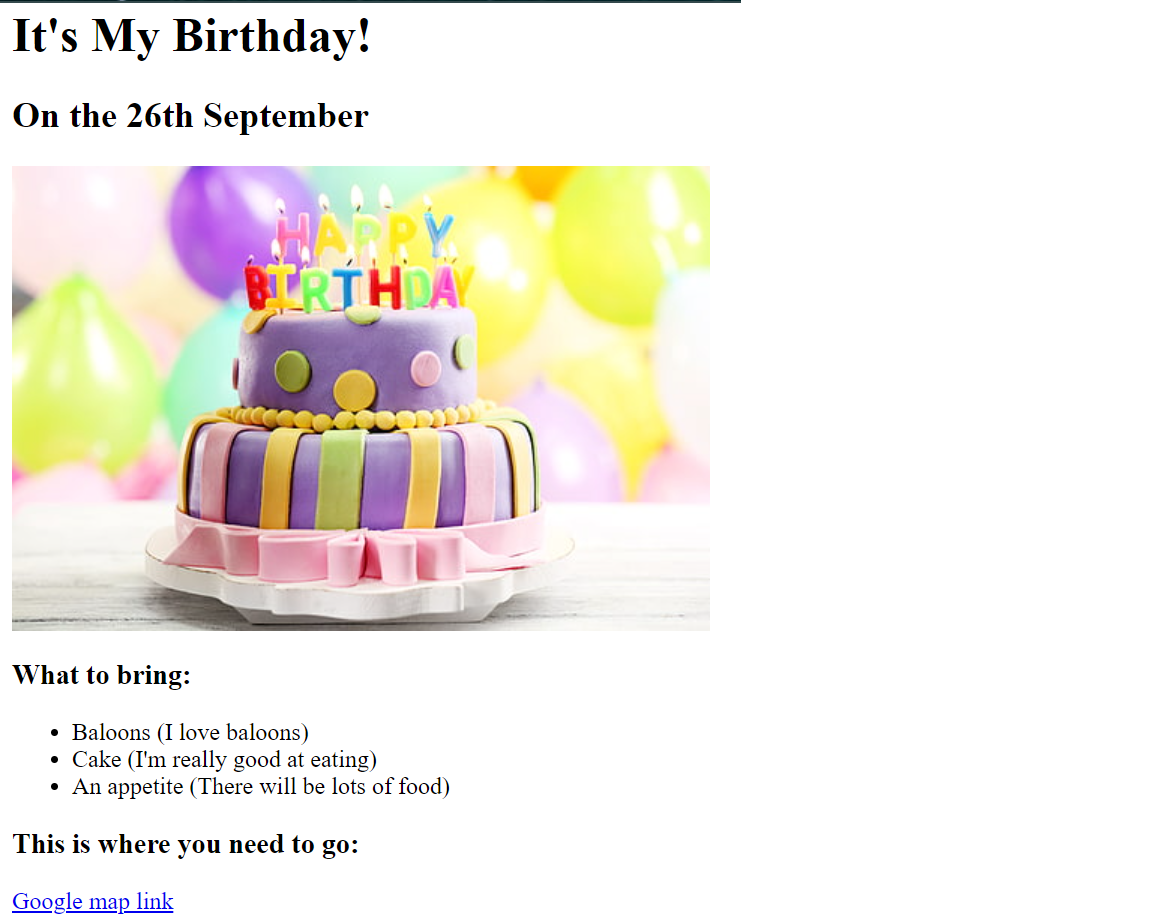 It's My Birthday!
On the 26th September
HAPPY
BIRTHDAY
What to bring:
Baloons (I love baloons)
Cake (I'm really good at eating)
An appetite (There will be lots of food)
This is where you need to go:
Google map link